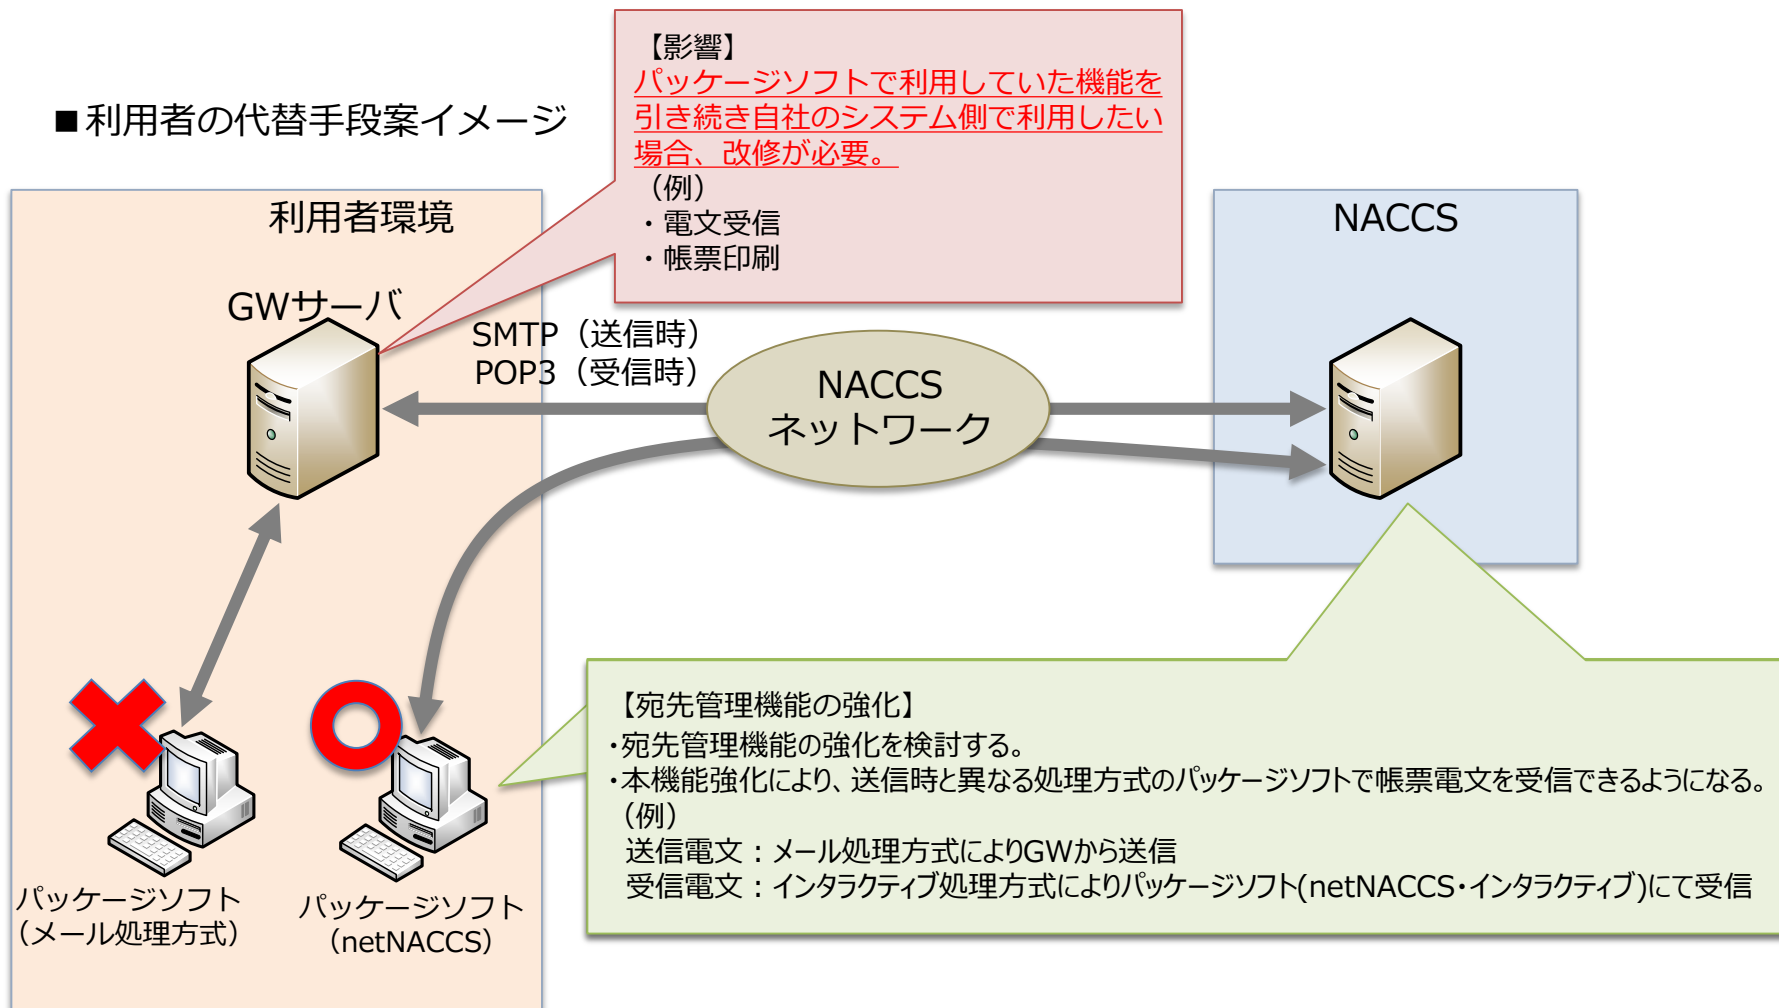 ■利用者の代替手段案イメージ
【影響】
パッケージソフトで利用していた機能を
引き続き自社のシステム側で利用したい
場合、改修が必要。
（例）
・電文受信
・帳票印刷
利用者環境
NACCS
GWサーバ
SMTP（送信時）
POP3（受信時）
NACCS
ネットワーク
【宛先管理機能の強化】
・宛先管理機能の強化を検討する。
・本機能強化により、送信時と異なる処理方式のパッケージソフトで帳票電文を受信できるようになる。
（例）
送信電文：メール処理方式によりGWから送信
受信電文：インタラクティブ処理方式によりパッケージソフト(netNACCS・インタラクティブ)にて受信
パッケージソフト
（メール処理方式）
パッケージソフト
（netNACCS）